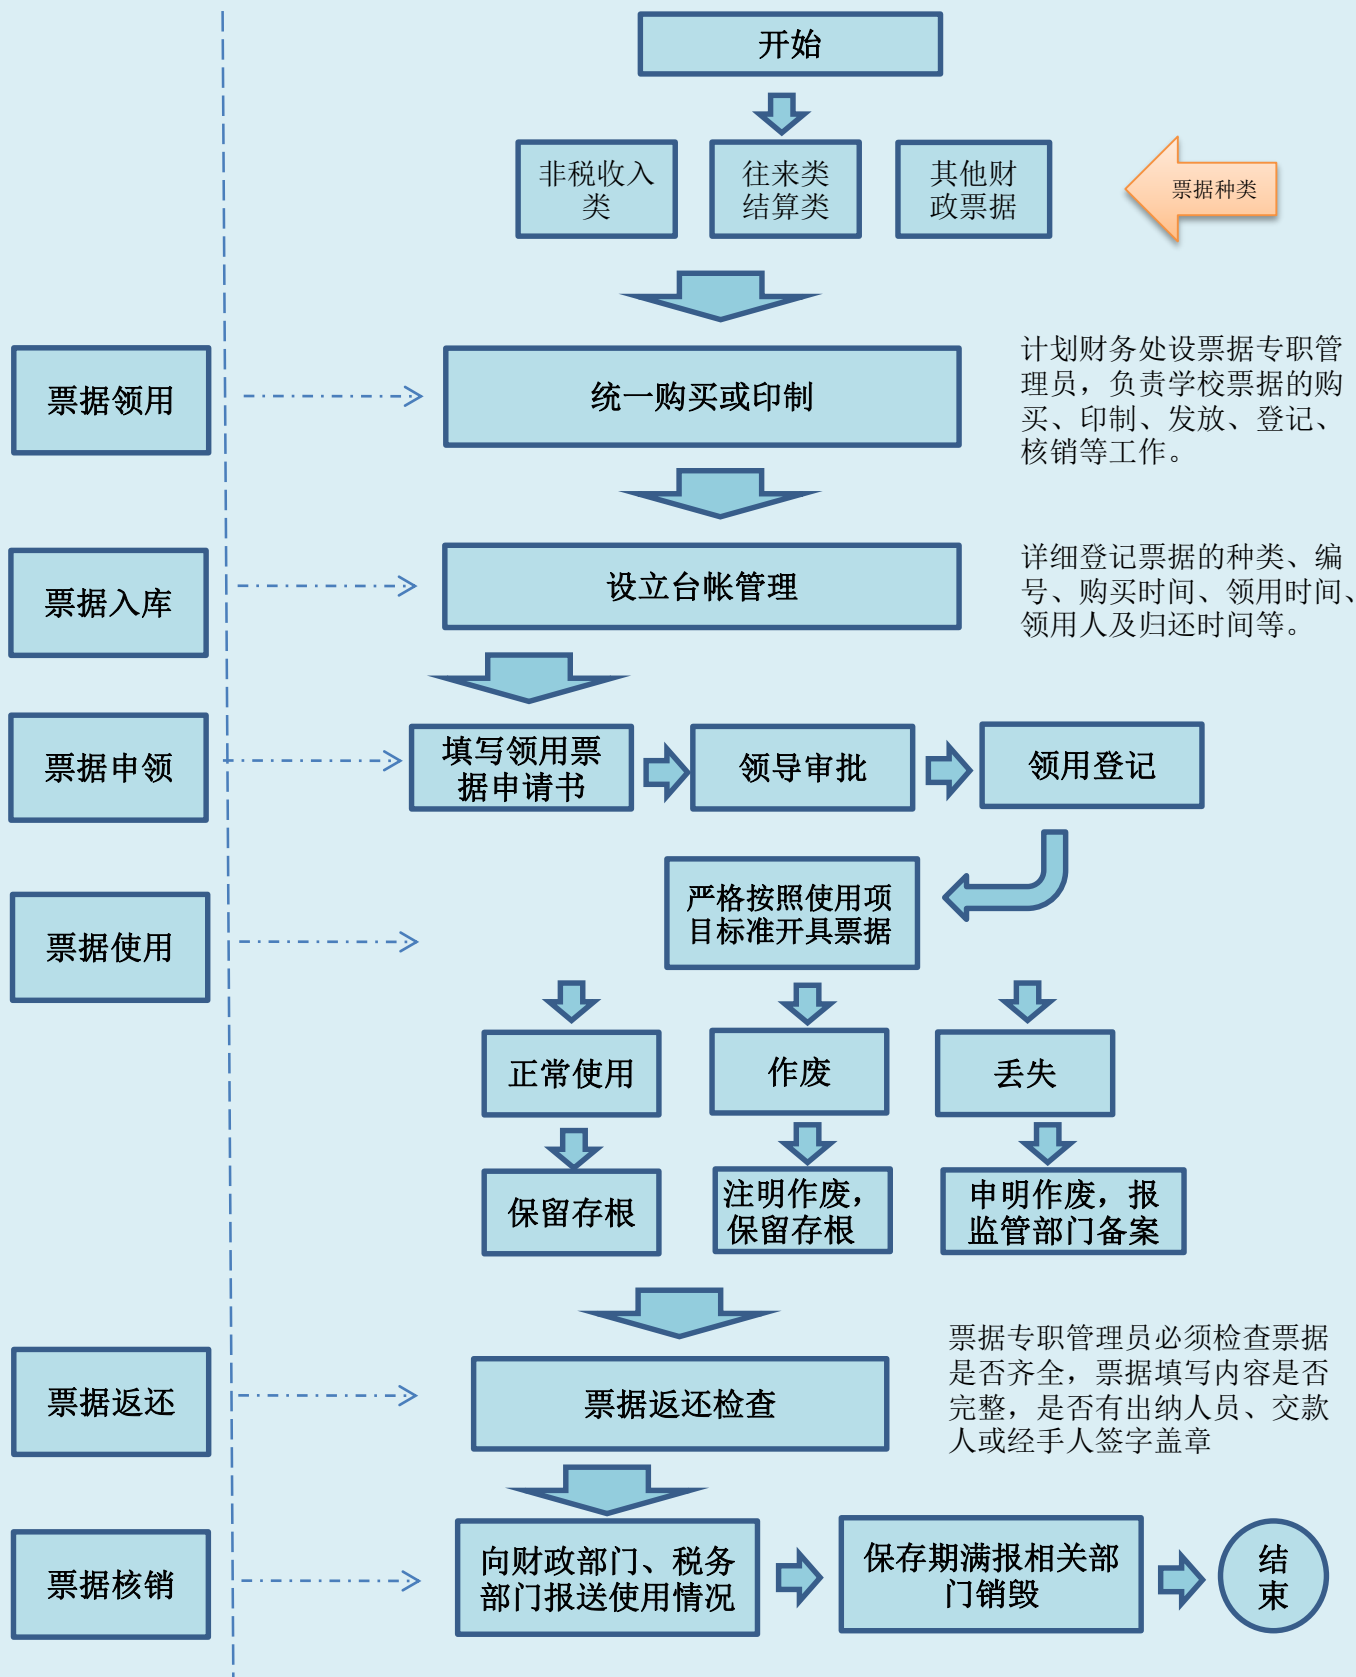 开始
非税收入
类
往来类
结算类
其他财
政票据
票据种类
票据领用
统一购买或印制
计划财务处设票据专职管
理员，负责学校票据的购
买、印制、发放、登记、
核销等工作。
票据入库
设立台帐管理
详细登记票据的种类、编
号、购买时间、领用时间、
领用人及归还时间等。
票据申领
填写领用票
据申请书
领导审批
领用登记
票据使用
严格按照使用项
目标准开具票据
正常使用
作废
丢失
保留存根
注明作废，
保留存根
申明作废，报
监管部门备案
票据返还
票据返还检查
票据专职管理员必须检查票据
是否齐全，票据填写内容是否
完整，是否有出纳人员、交款
人或经手人签字盖章
票据核销
向财政部门、税务
部门报送使用情况
保存期满报相关部
门销毁
结
束